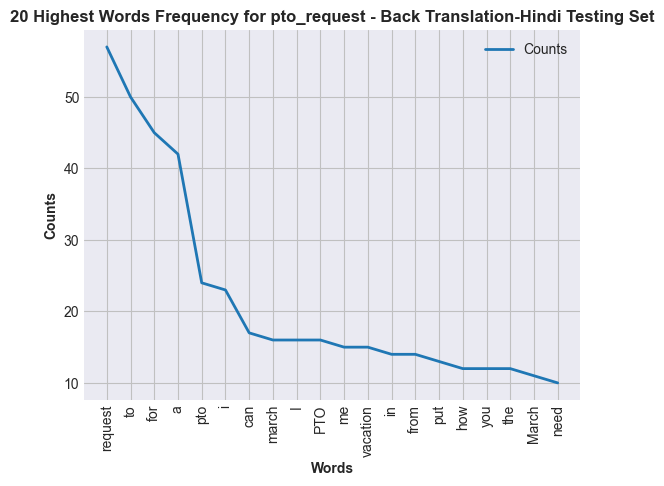 20 Highest Words Frequency for pto_request - Back Translation-Hindi Testing Set
Counts
Counts
50
40
30
20
10
request
to
for
a
pto
i
can
march
I
PTO
me
vacation
in
from
put
how
you
the
March
need
Words